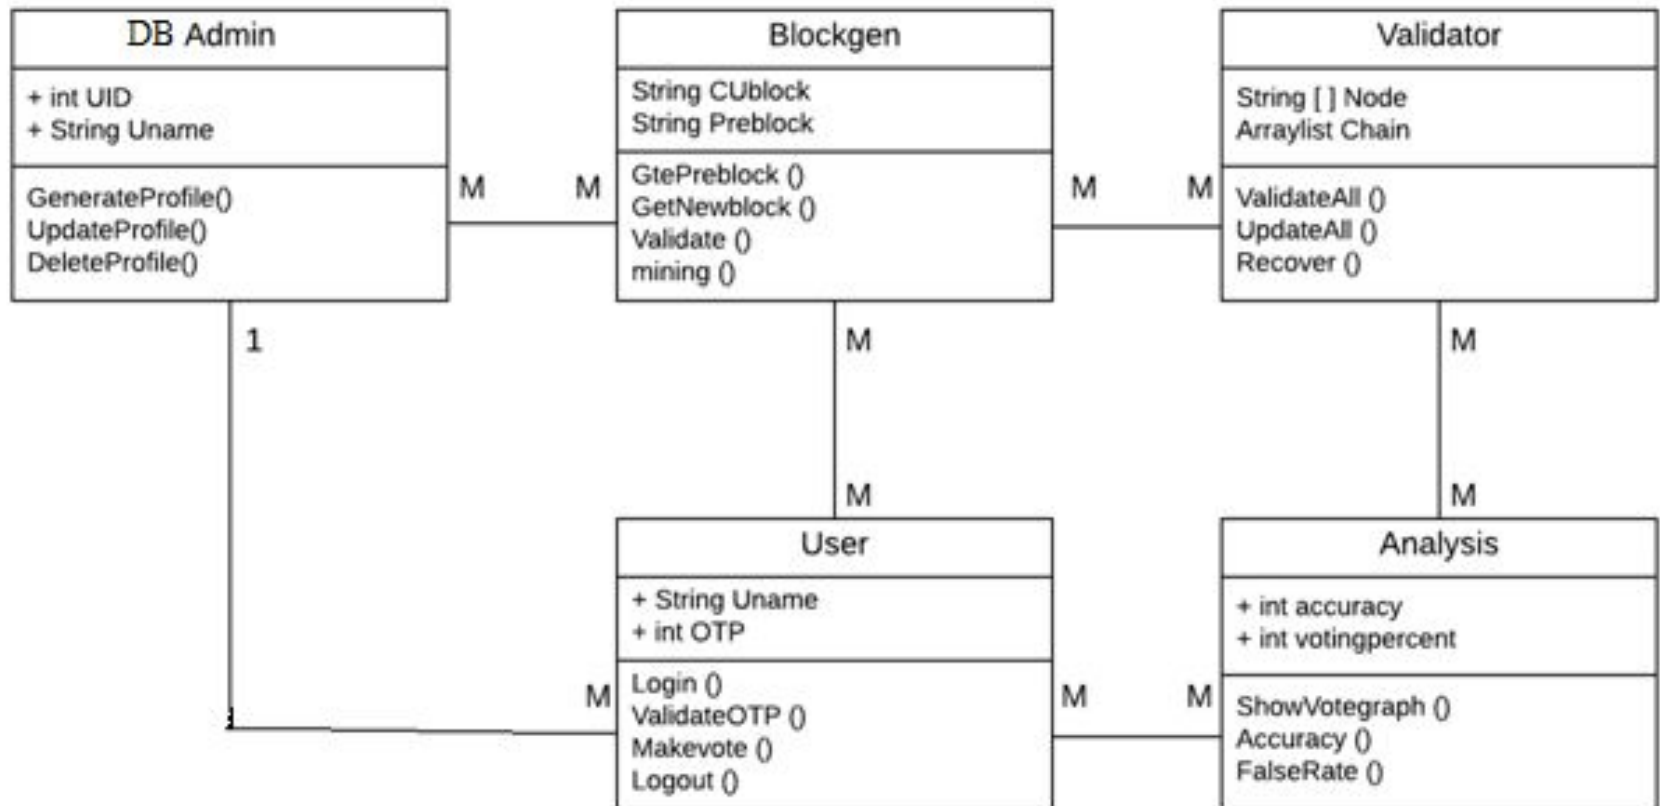 DB Admin
+ int UID
+ String Uname
GenerateProfile()
UpdateProfile()
DeleteProfile()
M
M
Blockgen
String CUblock
String Preblock
GtePreblock ()
GetNewblock ()
Validate ()
mining ()
M
M
Validator
String [ ] Node
Arraylist Chain
ValidateAll ()
UpdateAll ()
Recover ()
1
M
M
M
M
M
User
+ String Uname
+ int OTP
Login ()
ValidateOTP ()
Makevote ()
Logout ()
M
M
Analysis
+ int accuracy
+ int votingpercent
ShowVotegraph ()
Accuracy ()
FalseRate ()